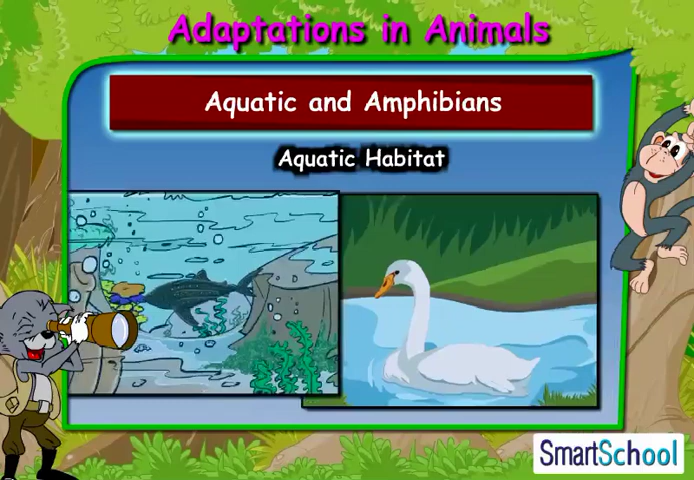 Adaptations in Animals
Aquatic and Amphibians
Aquatic Habitat
SmartSchool